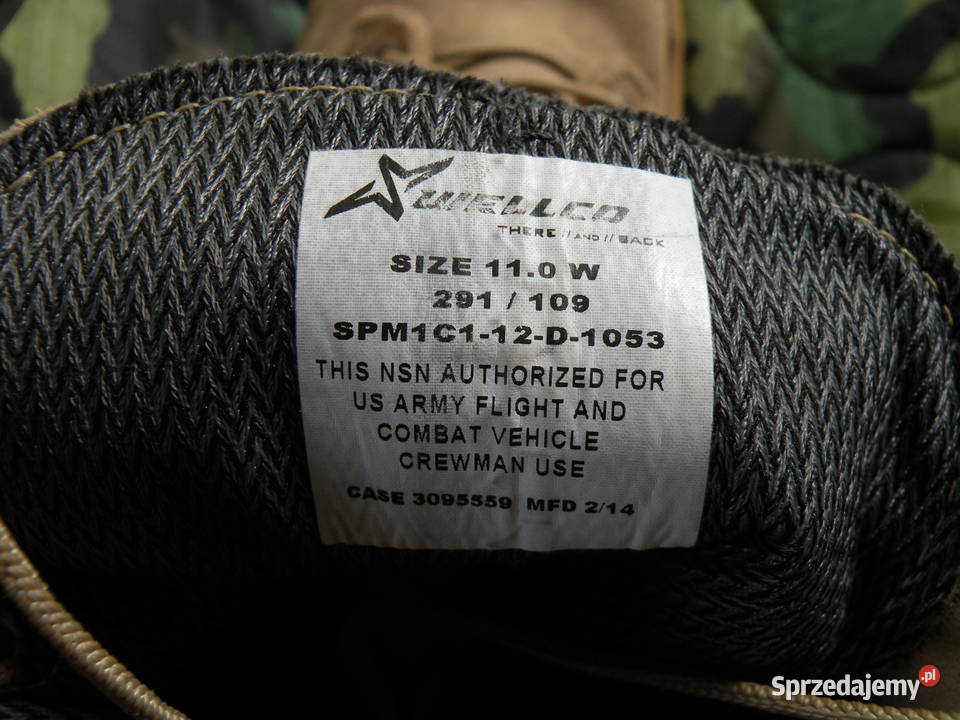 WELLCO
THERE // AND // BACK
SIZE 11.0 W
291 / 109
SPM1C1-12-D-1053
THIS NSN AUTHORIZED FOR
US ARMY FLIGHT AND
COMBAT VEHICLE
CREWMAN USE
CASE 3095559 MFD 2/14
Sprzedajemy.pl